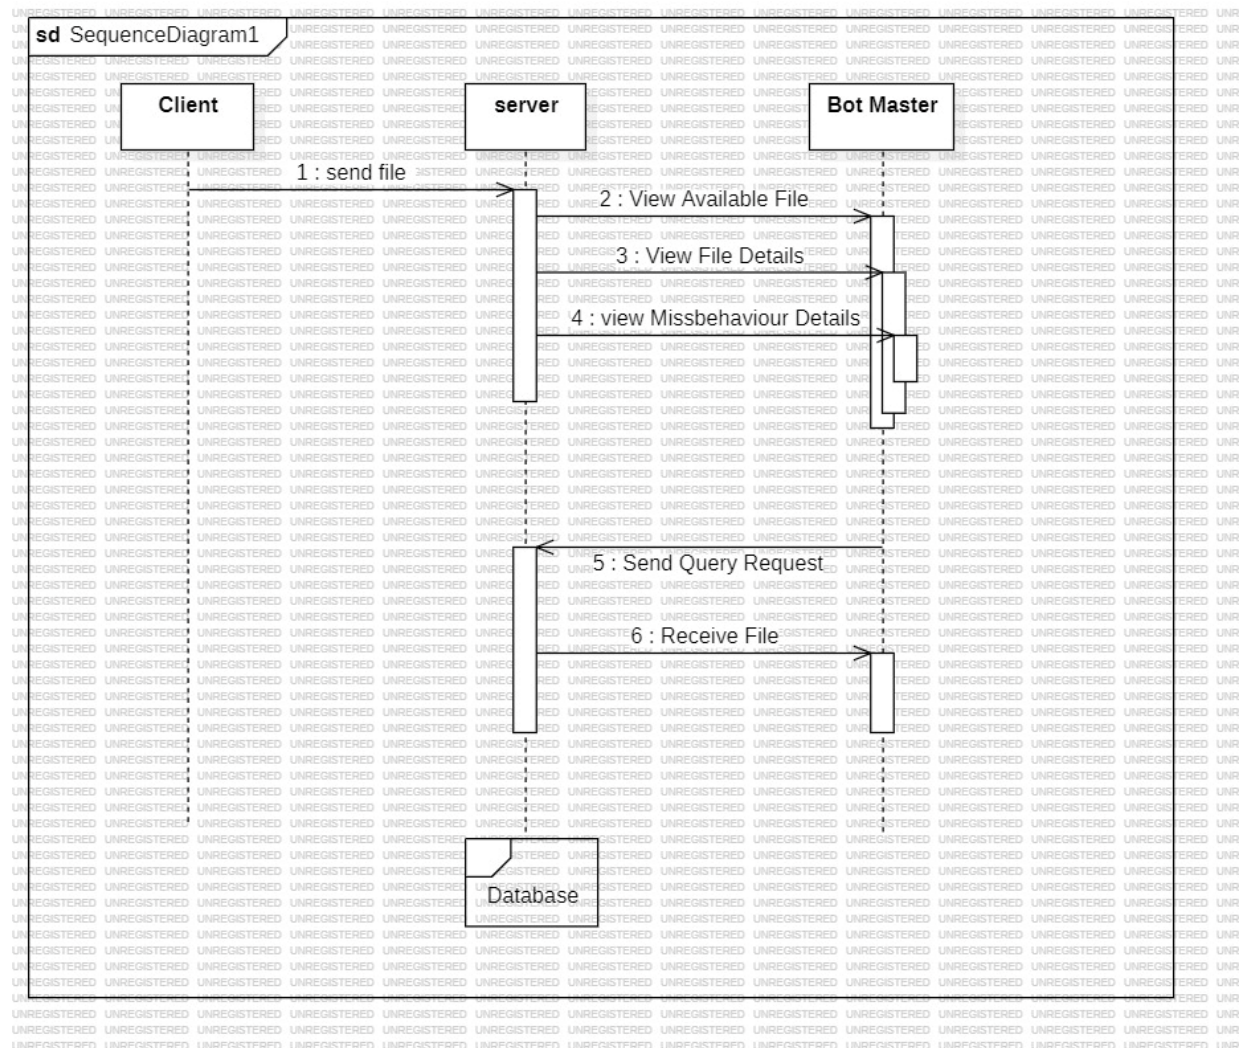 sd SequenceDiagram1
Client
server
Bot Master
1 : send file
2 : View Available File
3 : View File Details
4 : view Missbehaviour Details
5 : Send Query Request
6 : Receive File
Database
UNREGISTERED